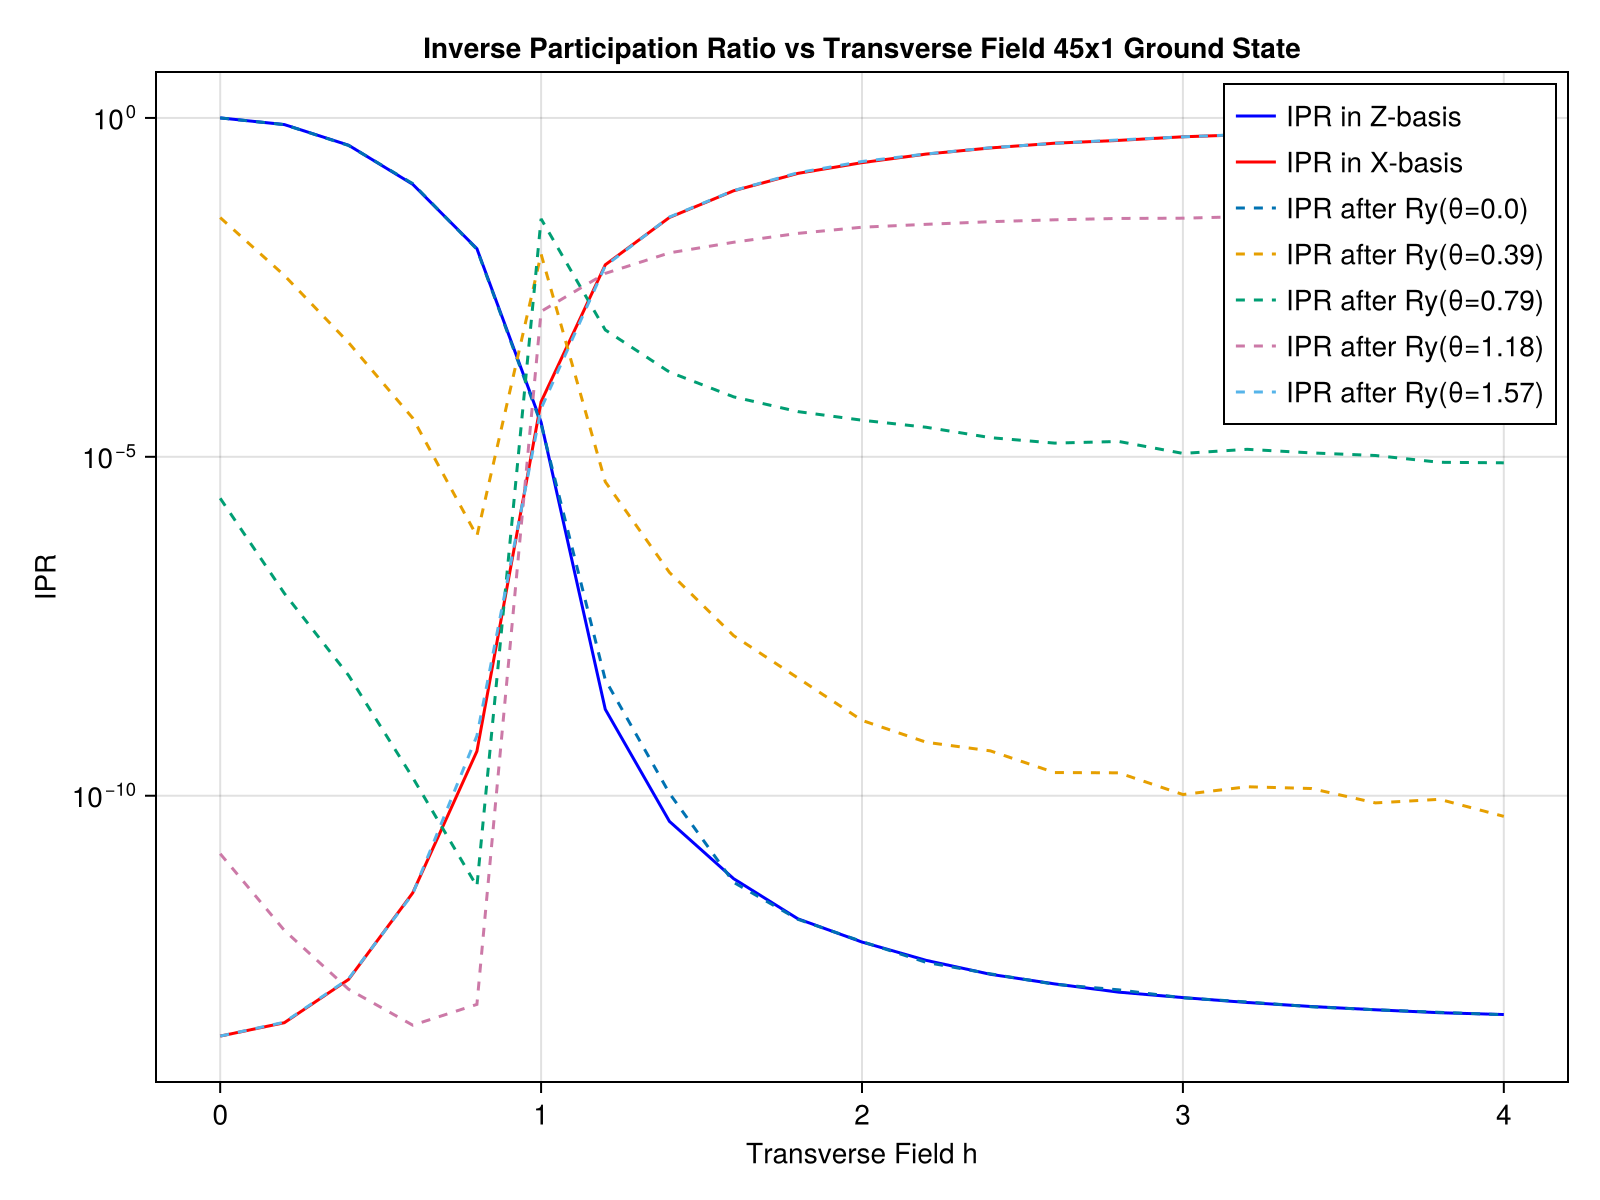 Inverse Participation Ratio vs Transverse Field 45x1 Ground State
IPR in Z-basis
IPR in X-basis
IPR after Ry(θ=0.0)
IPR after Ry(θ=0.39)
IPR after Ry(θ=0.79)
IPR after Ry(θ=1.18)
IPR after Ry(θ=1.57)
10⁰
10⁻⁵
10⁻¹⁰
IPR
0 1 2 3 4
Transverse Field h